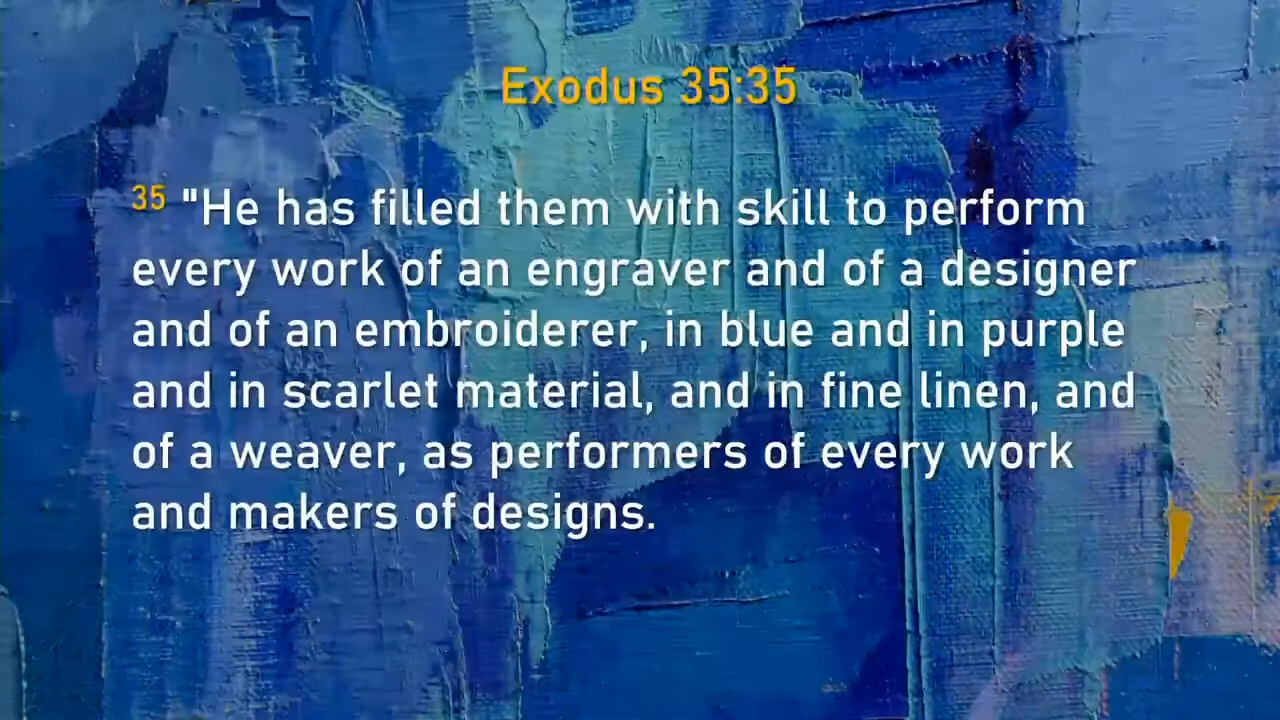 Exodus 35:35
35 "He has filled them with skill to perform
every work of an engraver and of a designer
and of an embroiderer, in blue and in purple
and in scarlet material, and in fine linen, and
of a weaver, as performers of every work
and makers of designs.